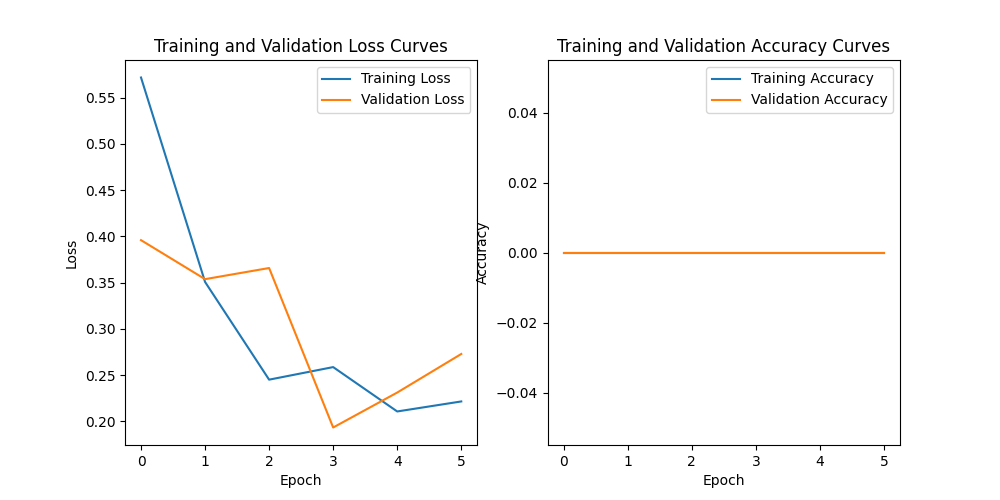 Training and Validation Loss Curves
Training Loss
Validation Loss
0.55
0.50
0.45
0.40
0.35
0.30
0.25
0.20
Loss
0 1 2 3 4 5
Epoch
Training and Validation Accuracy Curves
Training Accuracy
Validation Accuracy
0.04
0.02
0.00
−0.02
−0.04
Accuracy
0 1 2 3 4 5
Epoch